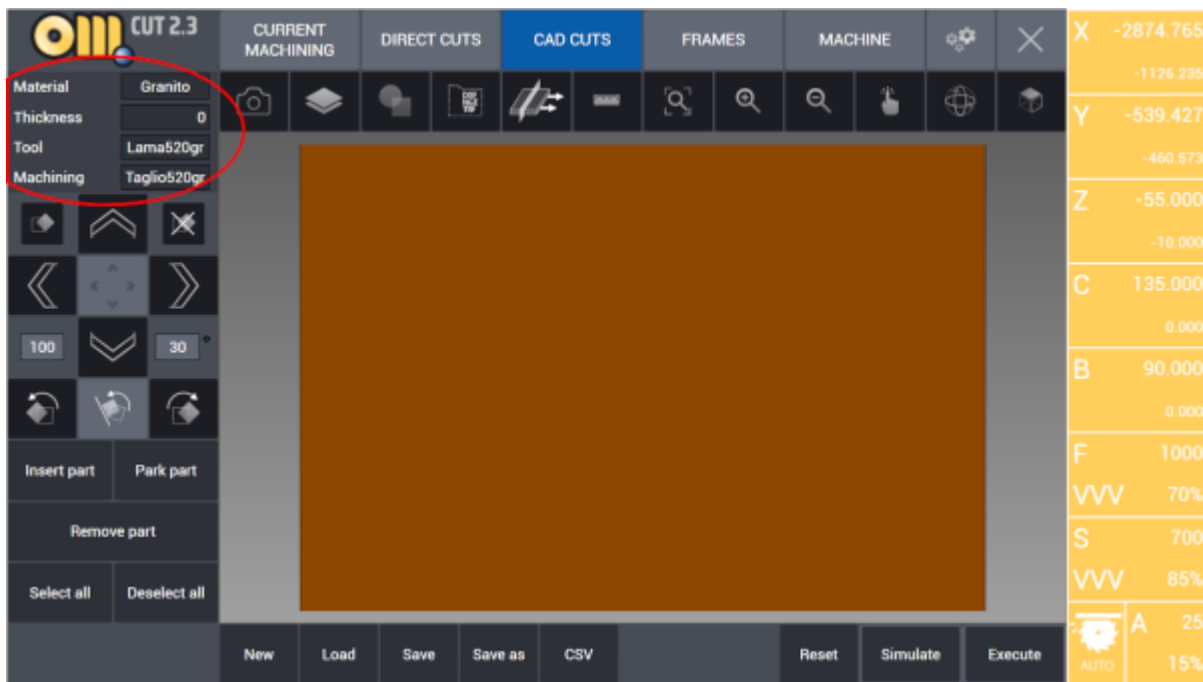 OM CUT 2.3
CURRENT
MACHINING
DIRECT CUTS
CAD CUTS
FRAMES
MACHINE
Material Granito
Thickness 0
Tool Lama520gr
Machining Taglio520gr
100
30 °
Insert part
Park part
Remove part
Select all
Deselect all
New
Load
Save
Save as
CSV
Reset
Simulate
Execute
X -2874.765
-1126.235
Y -539.427
-460.573
Z -55.000
-10.000
C 135.000
0.000
B 90.000
0.000
F 1000
VVV 70%
S 700
VVV 85%
AUTO
A 25
15%